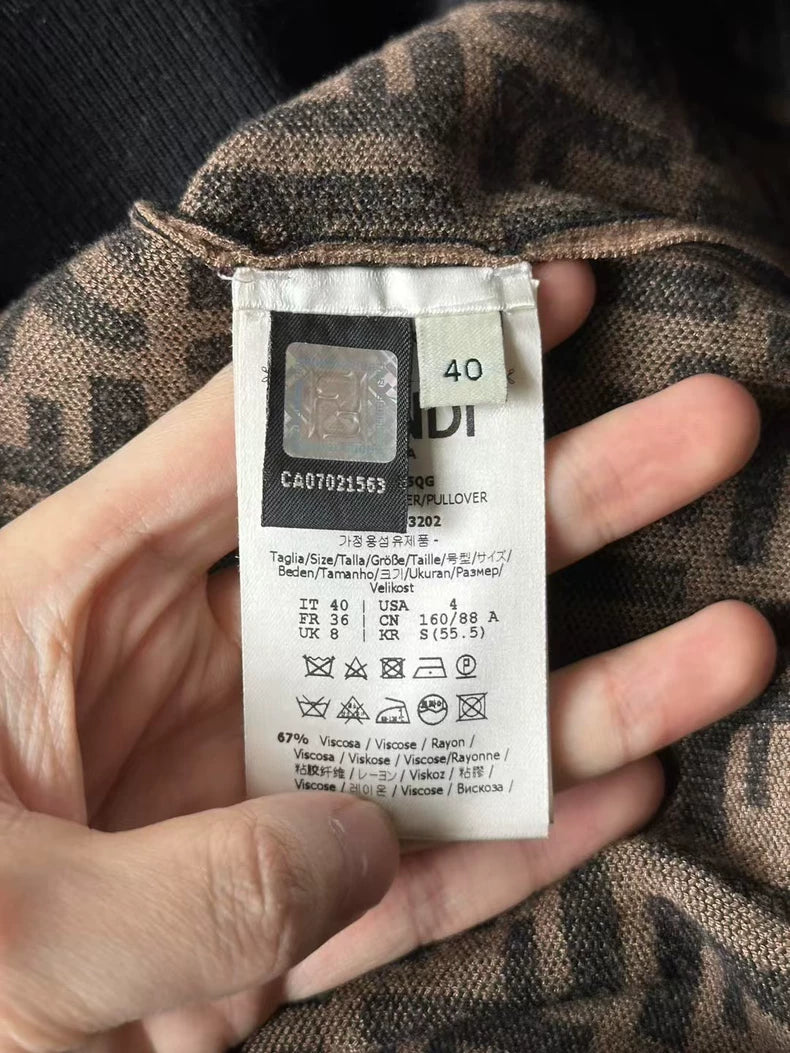 40
CA07021563
NDI
A
5QG
ER/PULLOVER
3202
가정용섬유제품 -
Taglia/Size/Talla/Größe/Taille/号型/サイズ/
Beden/Tamanho/크기/Ukuran/Размер/
Velikost
IT 40 | USA 4
FR 36 | CN 160/88 A
UK 8 | KR S(55.5)
67% Viscosa / Viscose / Rayon /
Viscosa / Viskose / Viscose/Rayonne /
粘胶纤维 / レーヨン / Viskoz / 粘膠 /
Viscose / 레이온 / Viscose / Вискоза /